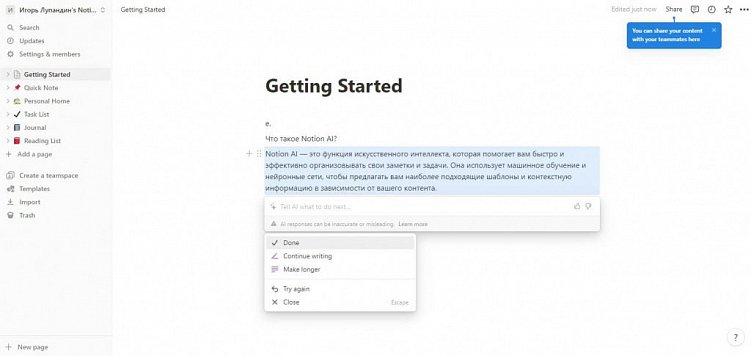 И Игорь Лупандин's Noti...
Getting Started
Edited just now
Share
Search
Updates
Settings & members
You can share your content
with your teammates here
Getting Started
Quick Note
Personal Home
Task List
Journal
Reading List
Add a page
Create a teamspace
Templates
Import
Trash
New page
Getting Started
е.
Что такое Notion AI?
Notion AI — это функция искусственного интеллекта, которая помогает вам быстро и
эффективно организовывать свои заметки и задачи. Она использует машинное обучение и
нейронные сети, чтобы предлагать вам наиболее подходящие шаблоны и контекстную
информацию в зависимости от вашего контента.
Tell AI what to do next...
AI responses can be inaccurate or misleading. Learn more
Done
Continue writing
Make longer
Try again
Close Escape
?